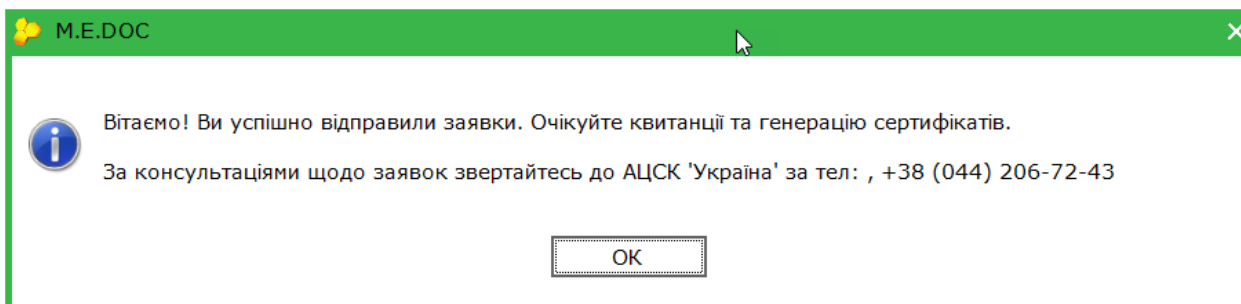 M.E.DOC
Вітаємо! Ви успішно відправили заявки. Очікуйте квитанції та генерацію сертифікатів.
За консультаціями щодо заявок звертайтесь до АЦСК 'Україна' за тел: , +38 (044) 206-72-43
ОК